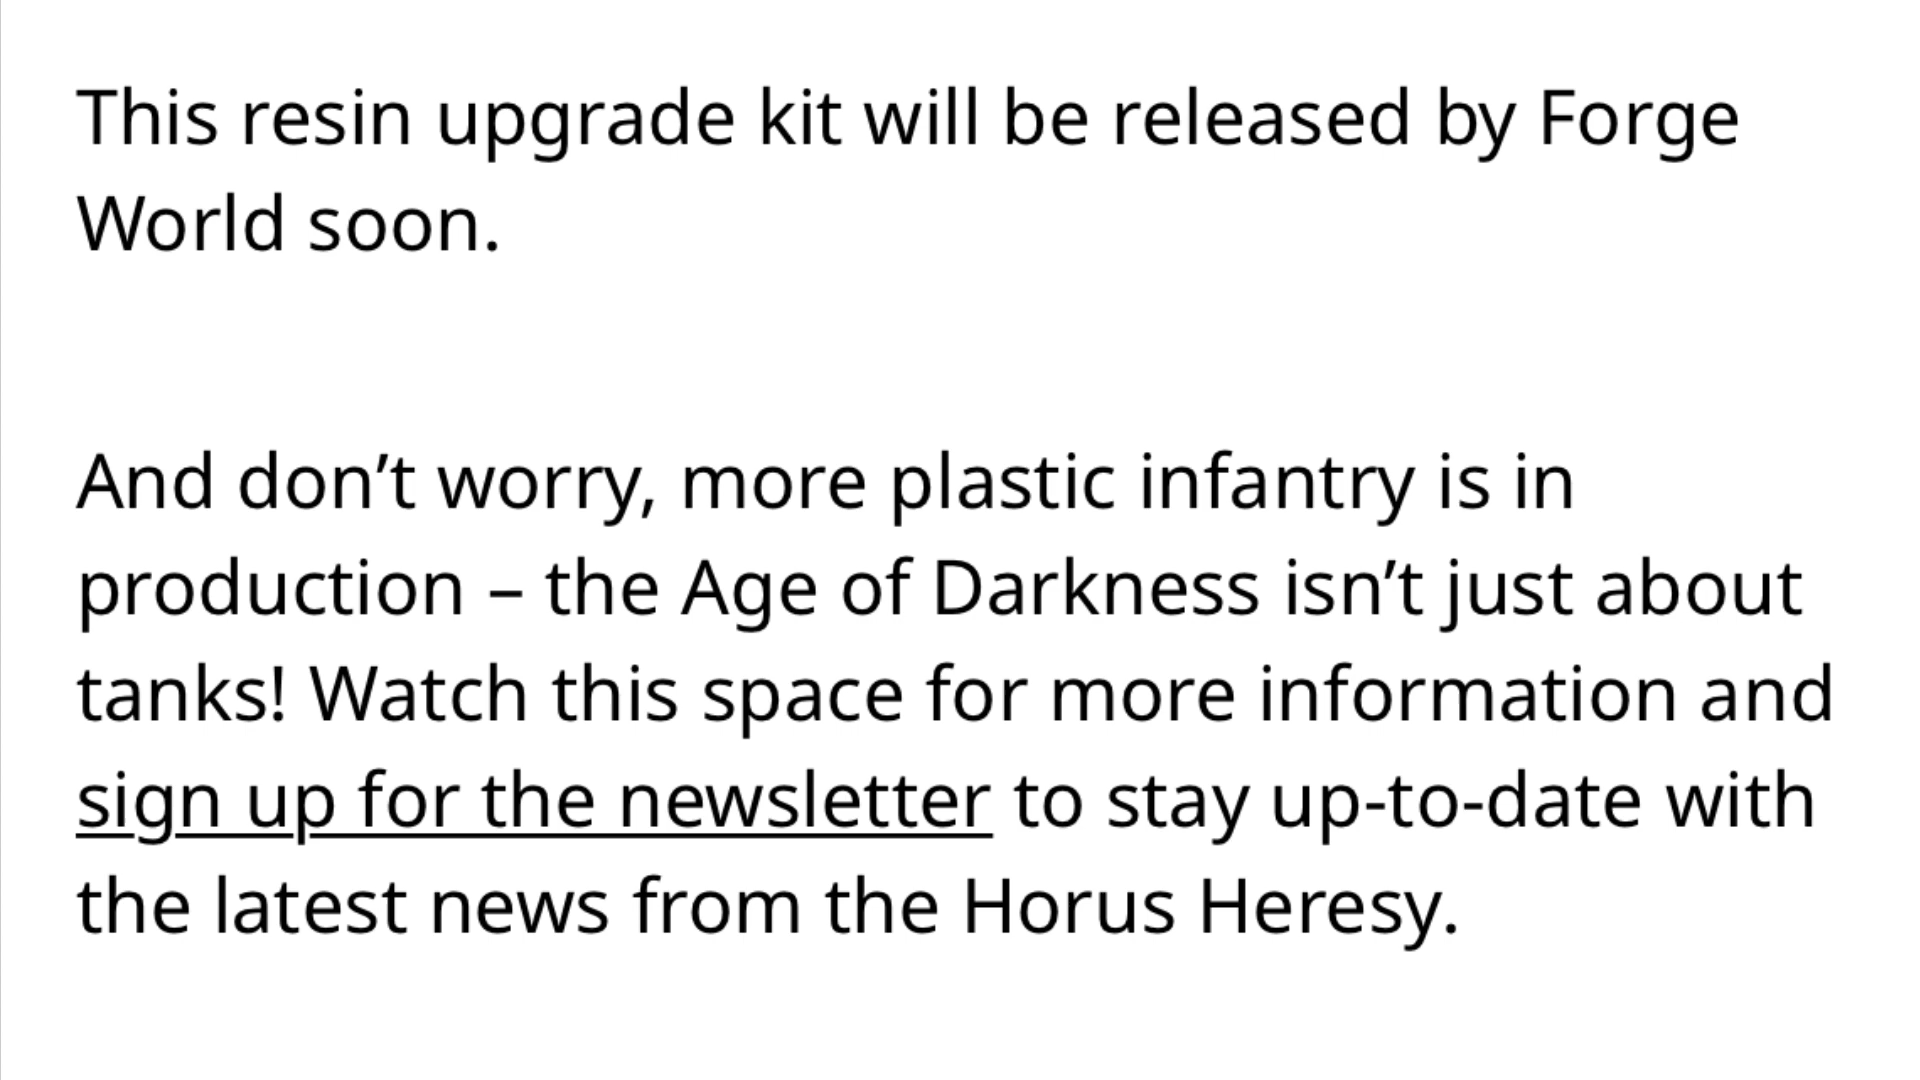 This resin upgrade kit will be released by Forge
World soon.
And don’t worry, more plastic infantry is in
production – the Age of Darkness isn’t just about
tanks! Watch this space for more information and
sign up for the newsletter to stay up-to-date with
the latest news from the Horus Heresy.